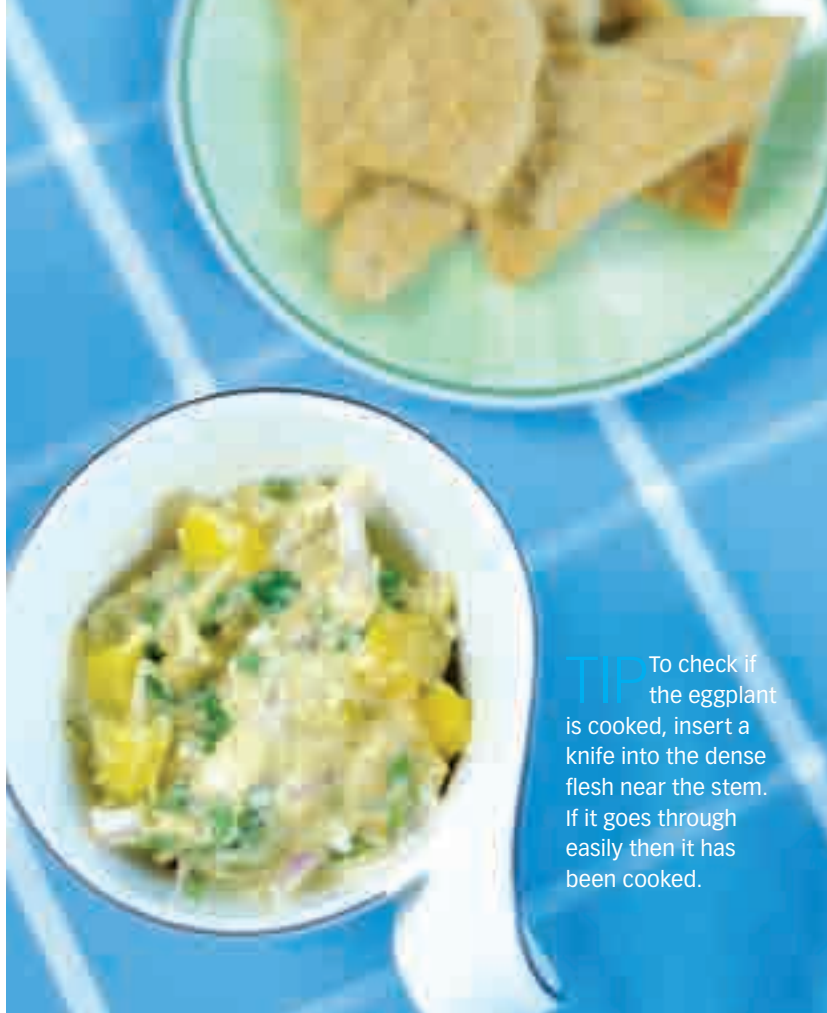 TIP To check if
the eggplant
is cooked, insert a
knife into the dense
flesh near the stem.
If it goes through
easily then it has
been cooked.